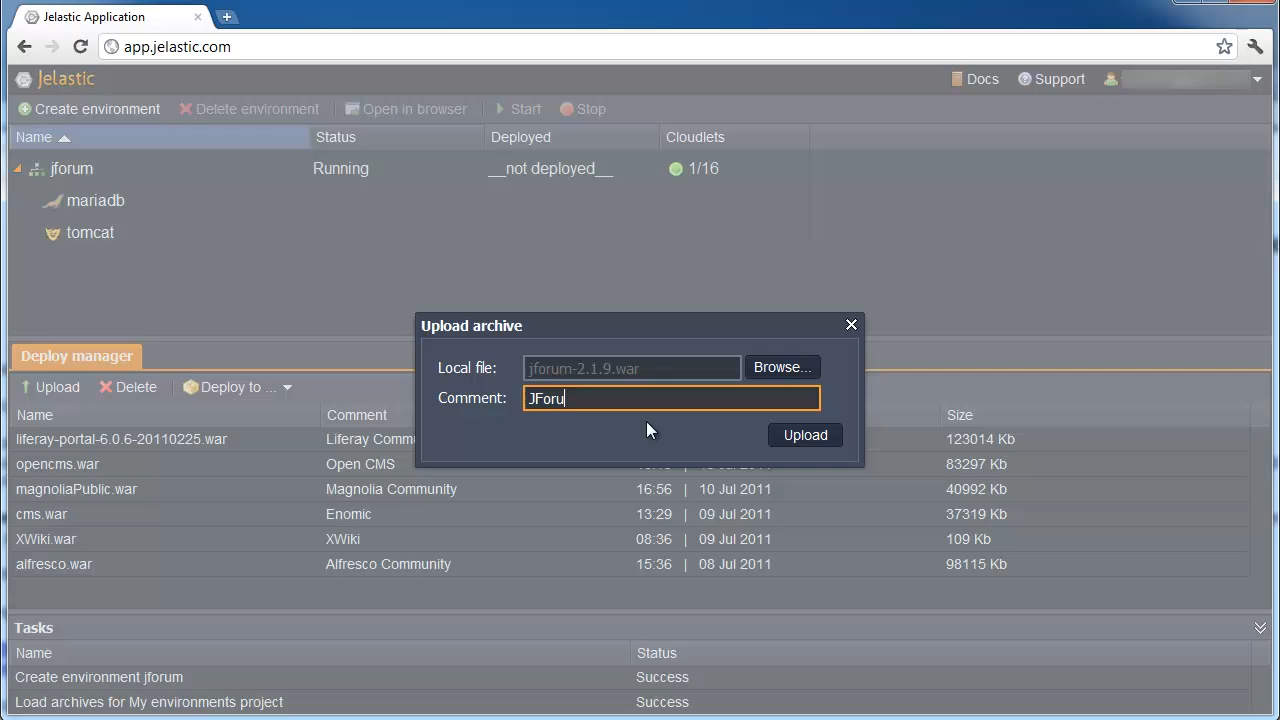 Jelastic Application
app.jelastic.com
Jelastic Docs Support
Create environment Delete environment Open in browser Start Stop
Name Status Deployed Cloudlets
jforum Running __not deployed__ 1/16
mariadb
tomcat
Upload archive
Local file: jforum-2.1.9.war Browse...
Comment: JForu
Upload
Deploy manager
Upload Delete Deploy to ...
Name Comment Size
liferay-portal-6.0.6-20110225.war Liferay Commu 123014 Kb
opencms.war Open CMS 83297 Kb
magnoliaPublic.war Magnolia Community 16:56 | 10 Jul 2011 40992 Kb
cms.war Enomic 13:29 | 09 Jul 2011 37319 Kb
XWiki.war XWiki 08:36 | 09 Jul 2011 109 Kb
alfresco.war Alfresco Community 15:36 | 08 Jul 2011 98115 Kb
Tasks
Name Status
Create environment jforum Success
Load archives for My environments project Success